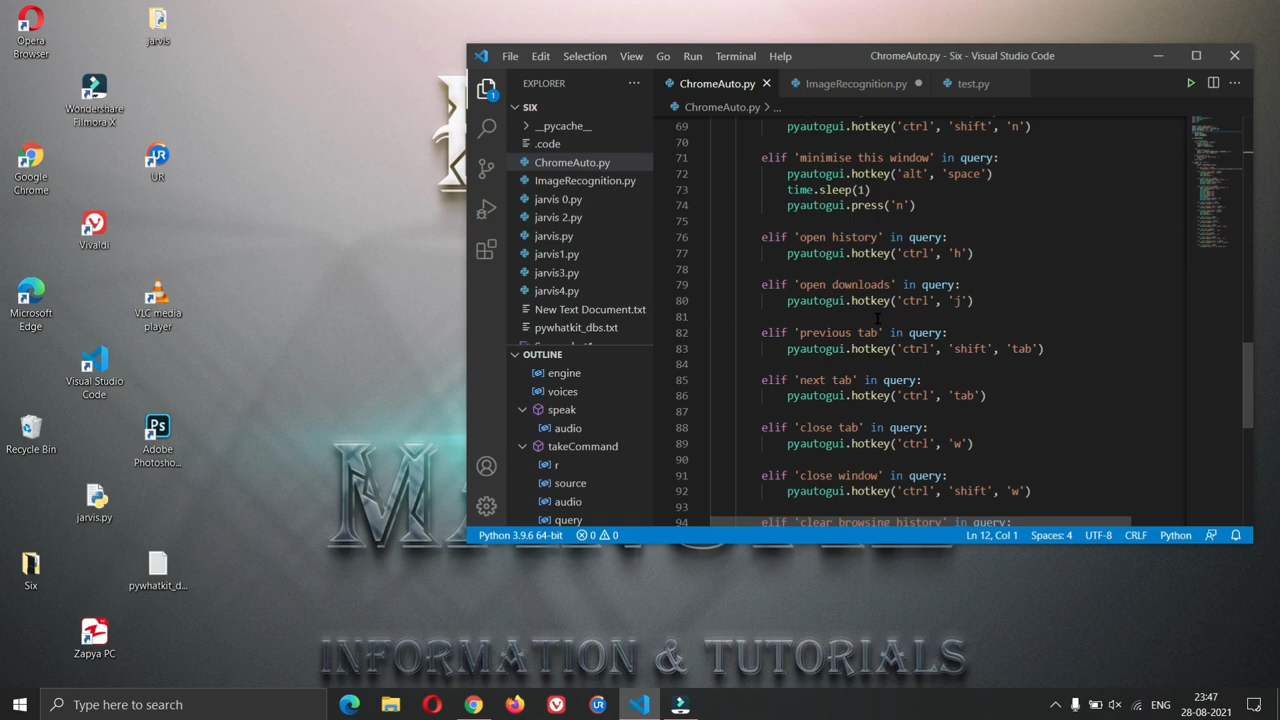 Opera
Browser
jarvis
Wondershare
Filmora X
Google
Chrome
UR
Vivaldi
Microsoft
Edge
VLC media
player
Visual Studio
Code
Recycle Bin
Adobe
Photosho...
jarvis.py
Six
pywhatkit_d...
Zapya PC
INFORMATION & TUTORIALS
File Edit Selection View Go Run Terminal Help
ChromeAuto.py - Six - Visual Studio Code
EXPLORER
ChromeAuto.py
ImageRecognition.py
test.py
SIX
ChromeAuto.py > ...
__pycache__
.code
ChromeAuto.py
ImageRecognition.py
jarvis 0.py
jarvis 2.py
jarvis.py
jarvis1.py
jarvis3.py
jarvis4.py
New Text Document.txt
pywhatkit_dbs.txt
OUTLINE
engine
voices
speak
audio
takeCommand
r
source
audio
query
69 pyautogui.hotkey('ctrl', 'shift', 'n')
70
71 elif 'minimise this window' in query:
72 pyautogui.hotkey('alt', 'space')
73 time.sleep(1)
74 pyautogui.press('n')
75
76 elif 'open history' in query:
77 pyautogui.hotkey('ctrl', 'h')
78
79 elif 'open downloads' in query:
80 pyautogui.hotkey('ctrl', 'j')
81
82 elif 'previous tab' in query:
83 pyautogui.hotkey('ctrl', 'shift', 'tab')
84
85 elif 'next tab' in query:
86 pyautogui.hotkey('ctrl', 'tab')
87
88 elif 'close tab' in query:
89 pyautogui.hotkey('ctrl', 'w')
90
91 elif 'close window' in query:
92 pyautogui.hotkey('ctrl', 'shift', 'w')
93
94 elif 'clear browsing history' in query:
Python 3.9.6 64-bit 0 0 Ln 12, Col 1 Spaces: 4 UTF-8 CRLF Python
Type here to search
ENG
23:47
28-08-2021